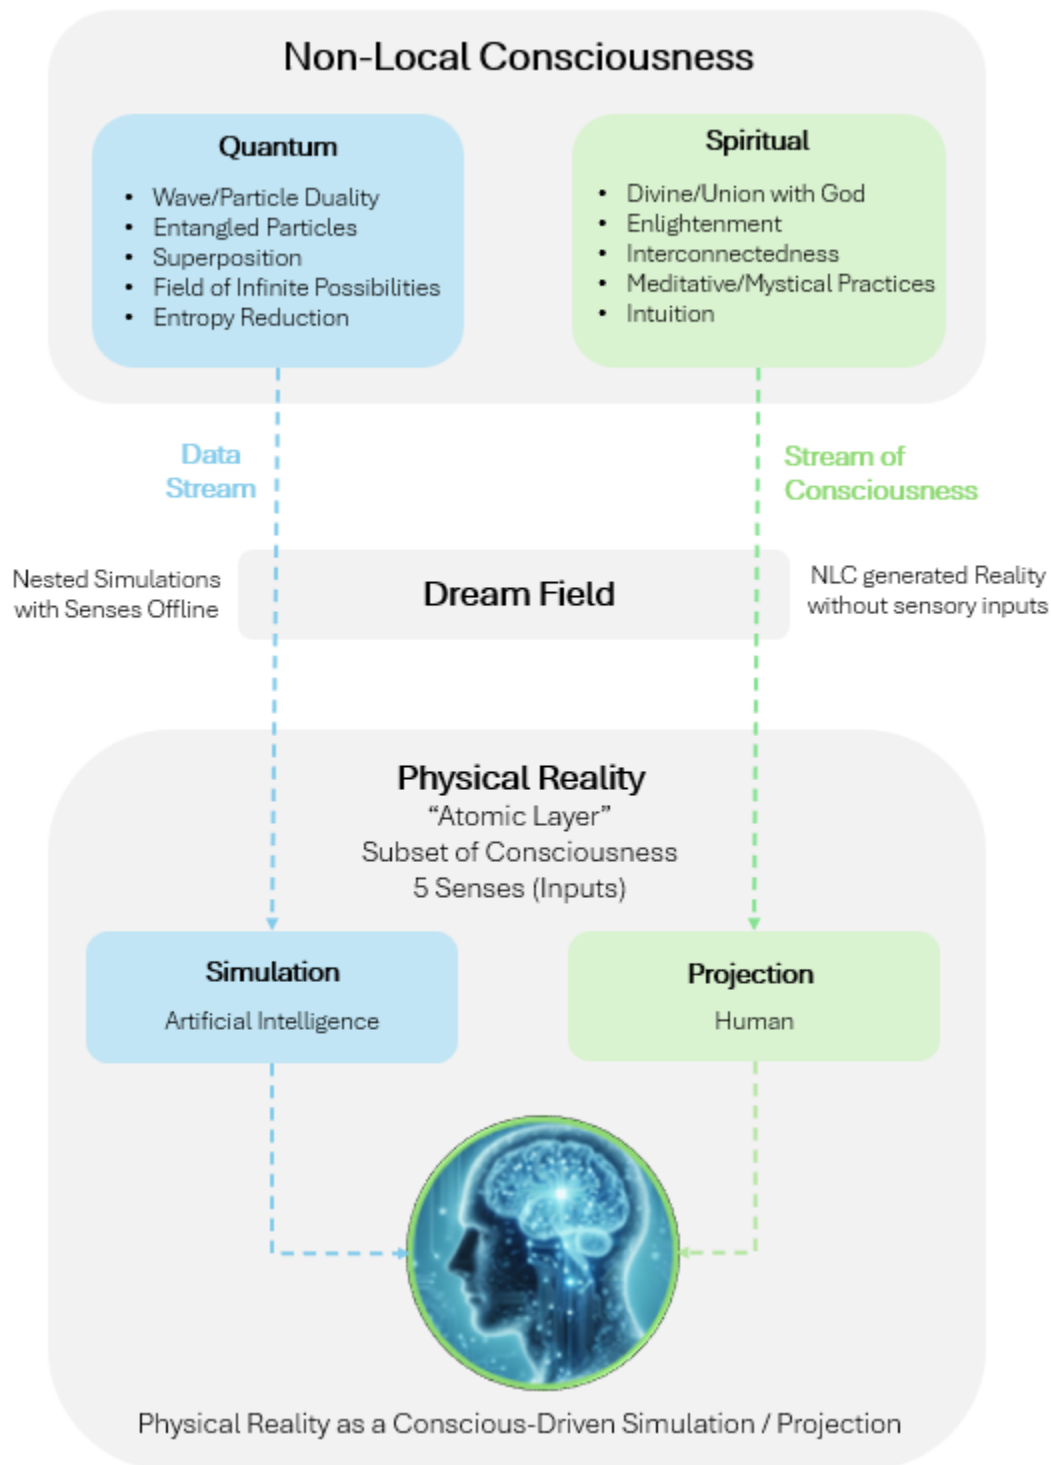 Non-Local Consciousness
Quantum
• Wave/Particle Duality
• Entangled Particles
• Superposition
• Field of Infinite Possibilities
• Entropy Reduction
Spiritual
• Divine/Union with God
• Enlightenment
• Interconnectedness
• Meditative/Mystical Practices
• Intuition
Data
Stream
Stream of
Consciousness
Nested Simulations
with Senses Offline
Dream Field
NLC generated Reality
without sensory inputs
Physical Reality
“Atomic Layer”
Subset of Consciousness
5 Senses (Inputs)
Simulation
Artificial Intelligence
Projection
Human
Physical Reality as a Conscious-Driven Simulation / Projection